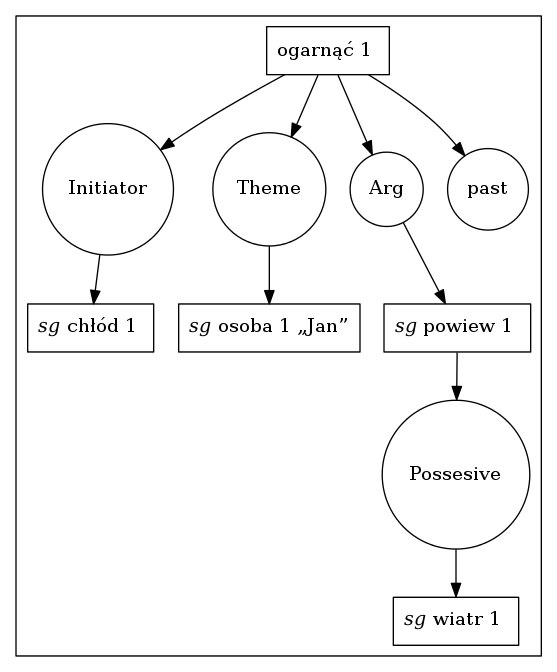 ogarnąć 1
Initiator
Theme
Arg
past
sg chłód 1
sg osoba 1 „Jan”
sg powiew 1
Possesive
sg wiatr 1